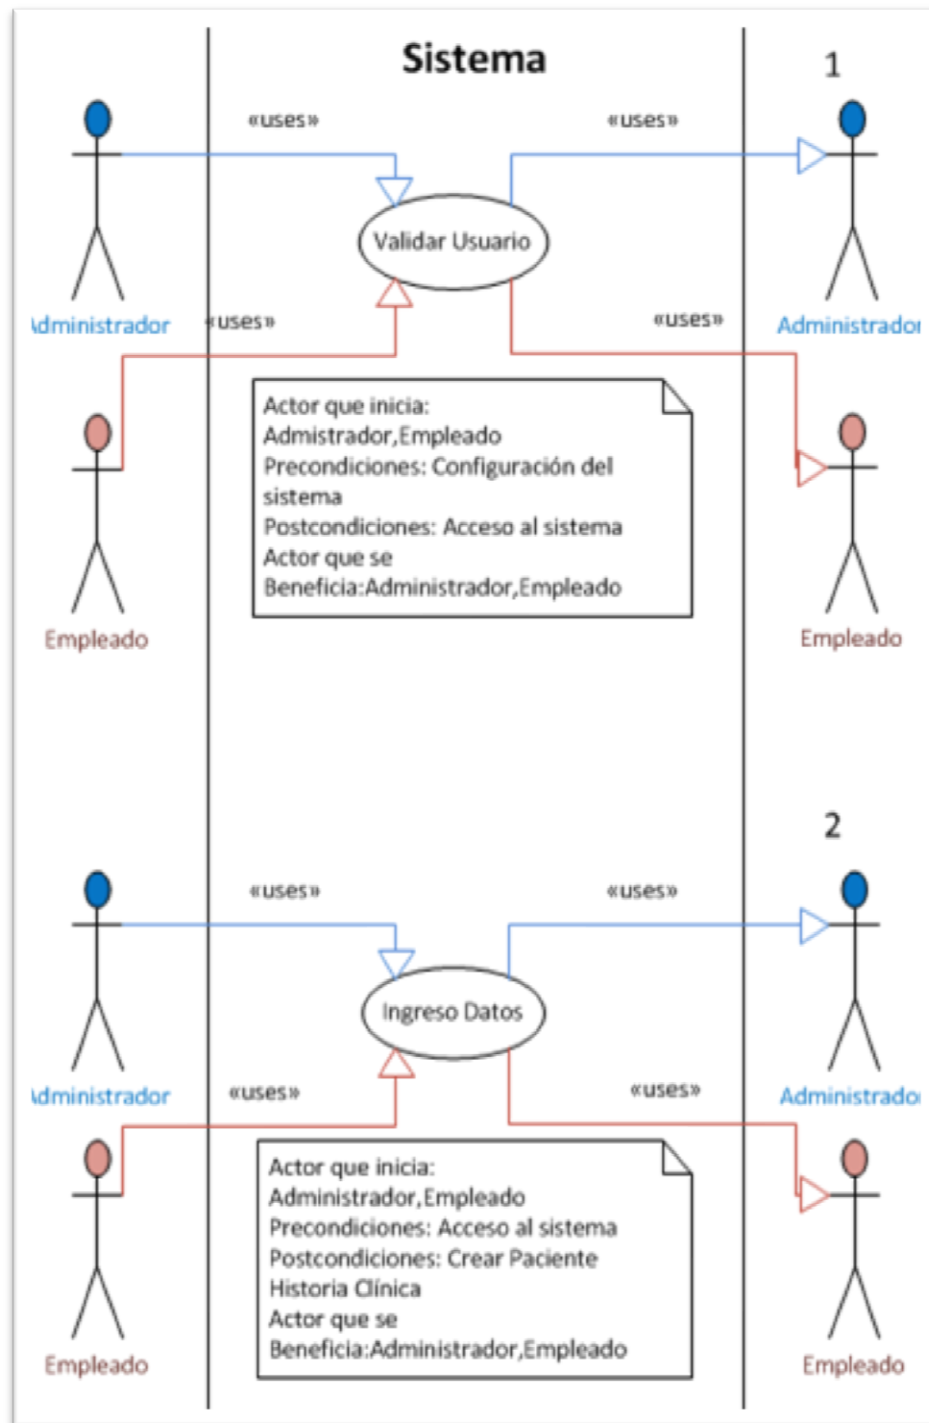 Sistema
1
«uses»
«uses»
Validar Usuario
Administrador
Administrador
«uses»
«uses»
Actor que inicia:
Admistrador,Empleado
Precondiciones: Configuración del
sistema
Postcondiciones: Acceso al sistema
Actor que se
Beneficia:Administrador,Empleado
Empleado
Empleado
2
«uses»
«uses»
Ingreso Datos
Administrador
Administrador
«uses»
«uses»
Actor que inicia:
Administrador,Empleado
Precondiciones: Acceso al sistema
Postcondiciones: Crear Paciente
Historia Clínica
Actor que se
Beneficia:Administrador,Empleado
Empleado
Empleado